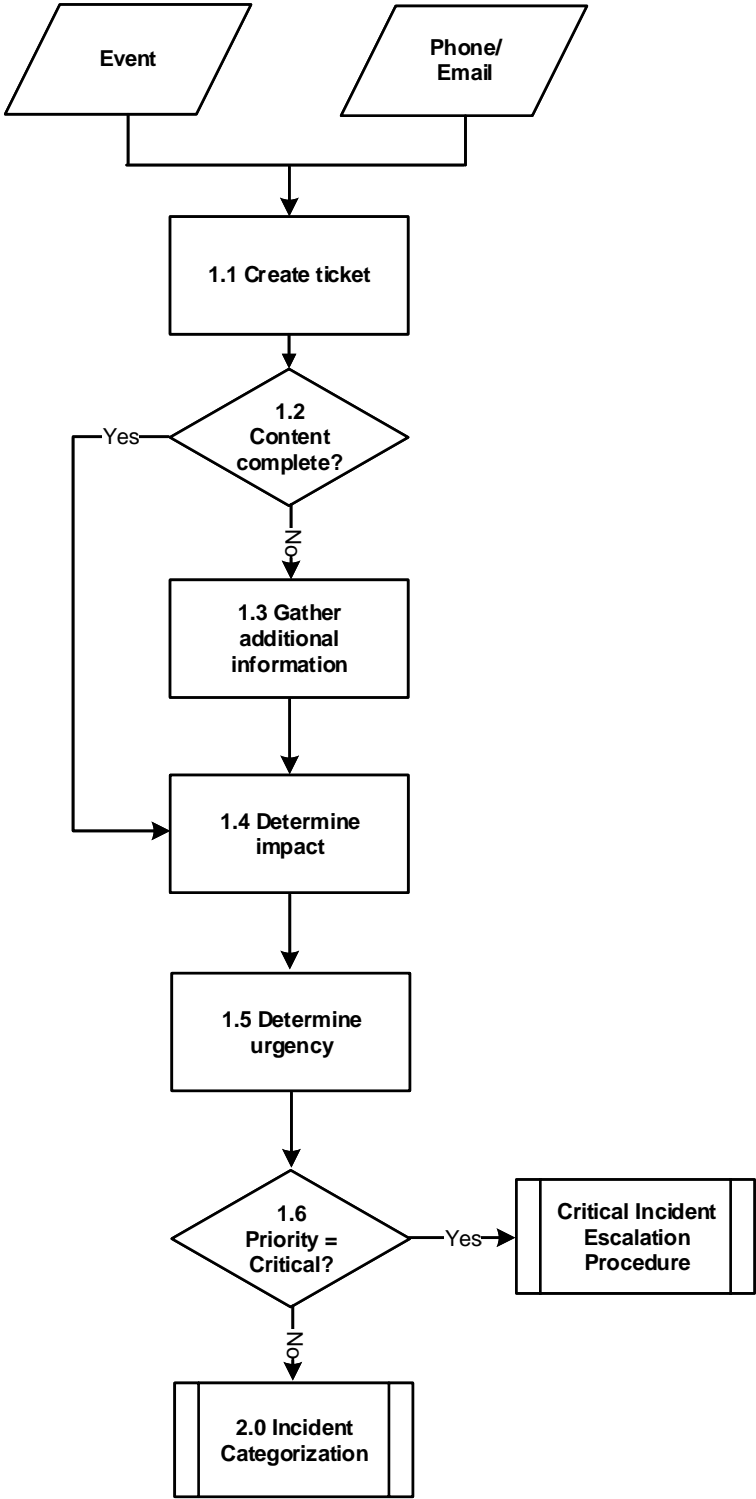 Event
Phone/
Email
1.1 Create ticket
1.2
Content
complete?
Yes
No
1.3 Gather
additional
information
1.4 Determine
impact
1.5 Determine
urgency
1.6
Priority =
Critical?
Yes
Critical Incident
Escalation
Procedure
No
2.0 Incident
Categorization